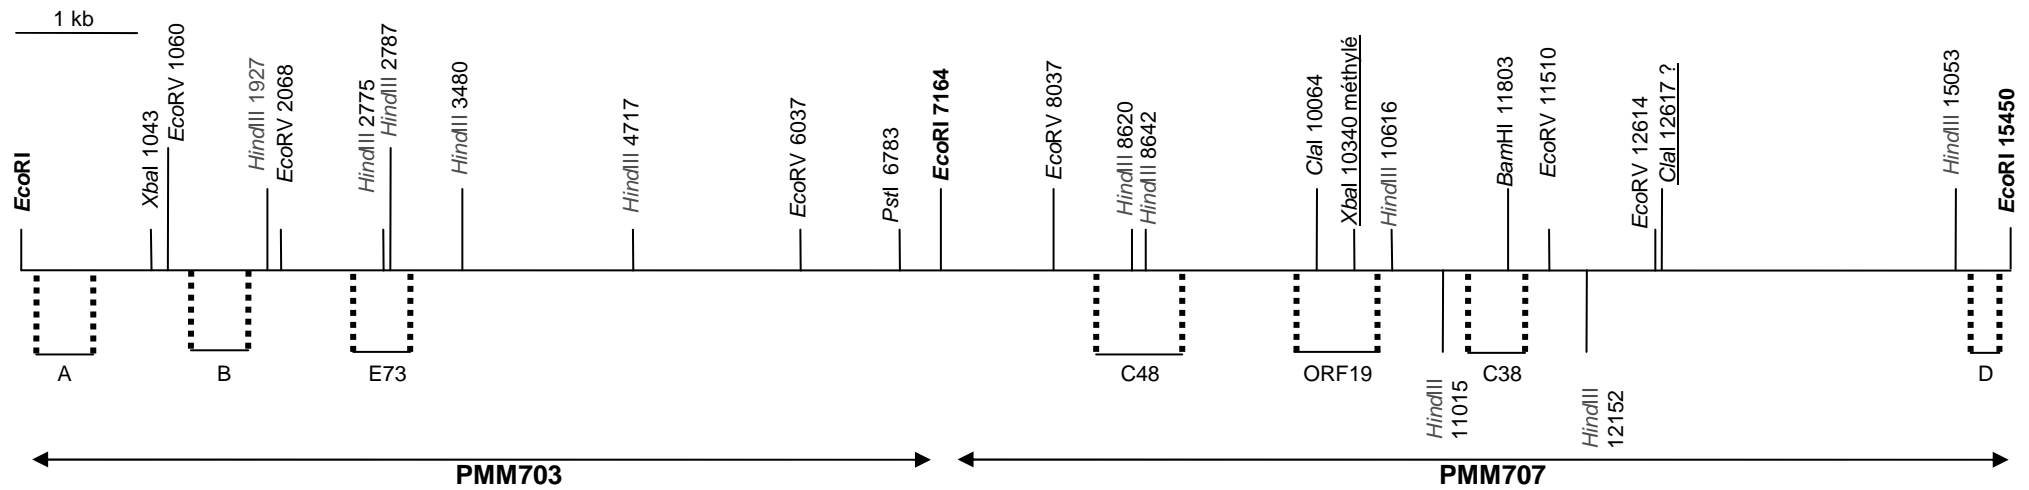 1 kb
EcoRI
XbaI 1043
EcoRV 1060
HindIII 1927
EcoRV 2068
HindIII 2775
HindIII 2787
HindIII 3480
HindIII 4717
EcoRV 6037
PstI 6783
EcoRI 7164
EcoRV 8037
HindIII 8620
HindIII 8642
ClaI 10064
XbaI 10340 méthylé
HindIII 10616
BamHI 11803
EcoRV 11510
EcoRV 12614
ClaI 12617 ?
HindIII 15053
EcoRI 15450
A
B
E73
C48
ORF19
C38
D
HindIII
11015
HindIII
12152
PMM703
PMM707